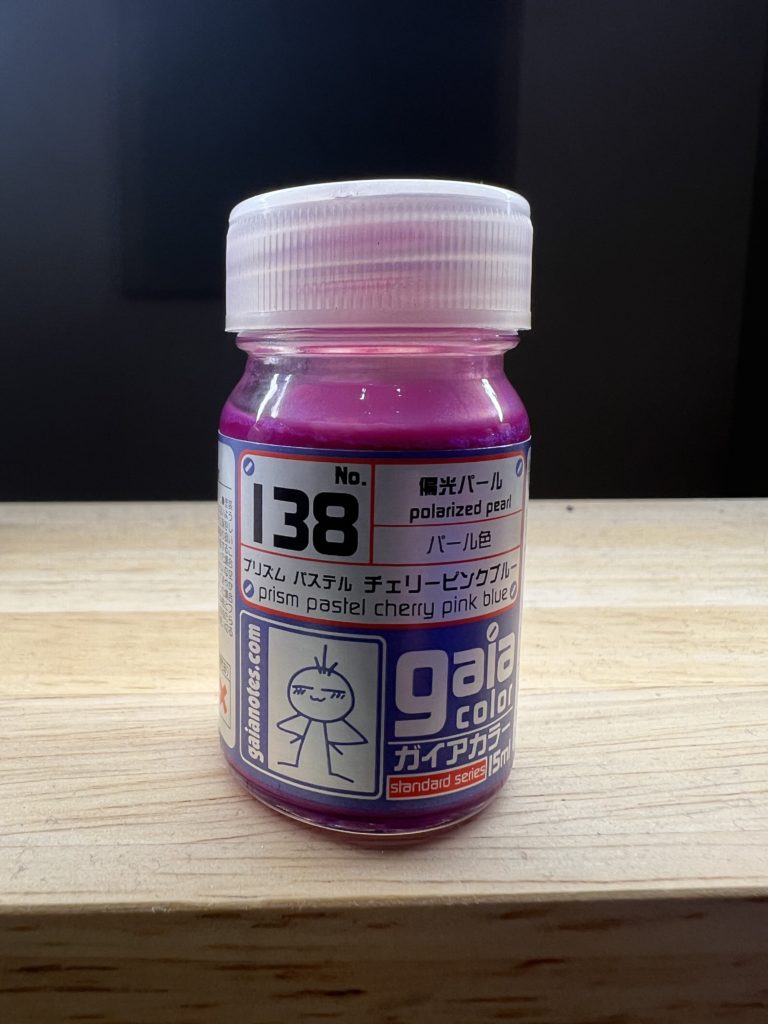 No.
138
偏光パール
polarized pearl
パール色
プリズム パステル チェリーピンクブルー
prism pastel cherry pink blue
gaianotes.com
gaia
color
ガイアカラー
standard series
15ml